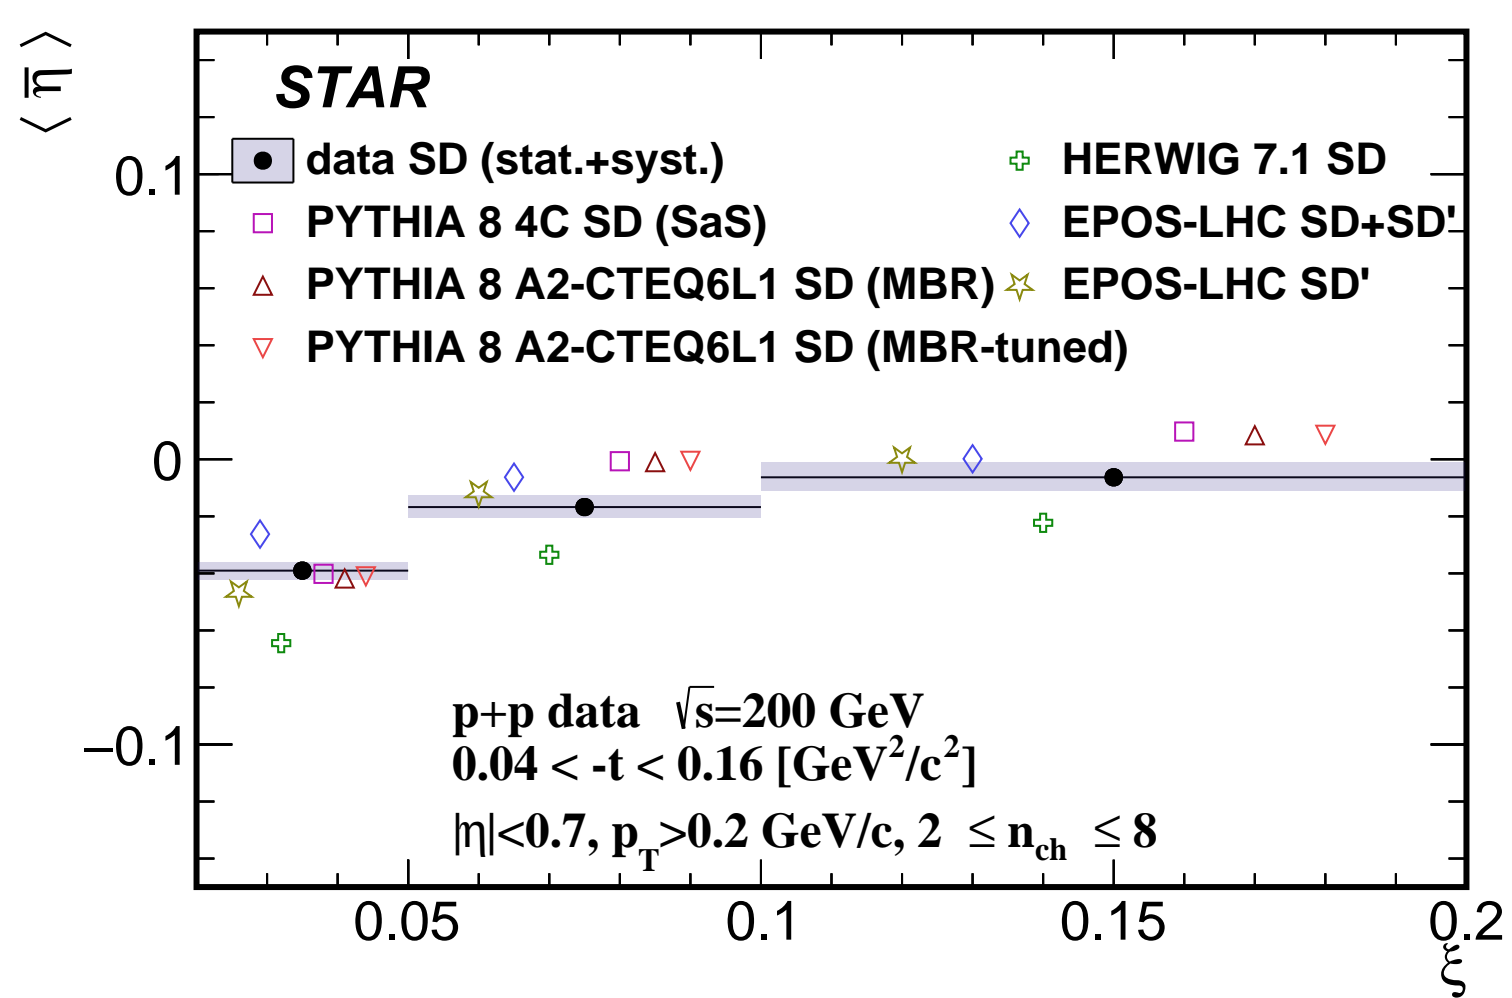 ⟨ η̅ ⟩
STAR
data SD (stat.+syst.)
PYTHIA 8 4C SD (SaS)
PYTHIA 8 A2-CTEQ6L1 SD (MBR)
PYTHIA 8 A2-CTEQ6L1 SD (MBR-tuned)
HERWIG 7.1 SD
EPOS-LHC SD+SD'
EPOS-LHC SD'
0.1
0
−0.1
p+p data √s=200 GeV
0.04 < -t < 0.16 [GeV²/c²]
|η|<0.7, p_T>0.2 GeV/c, 2 ≤ n_ch ≤ 8
0.05 0.1 0.15 0.2
ξ